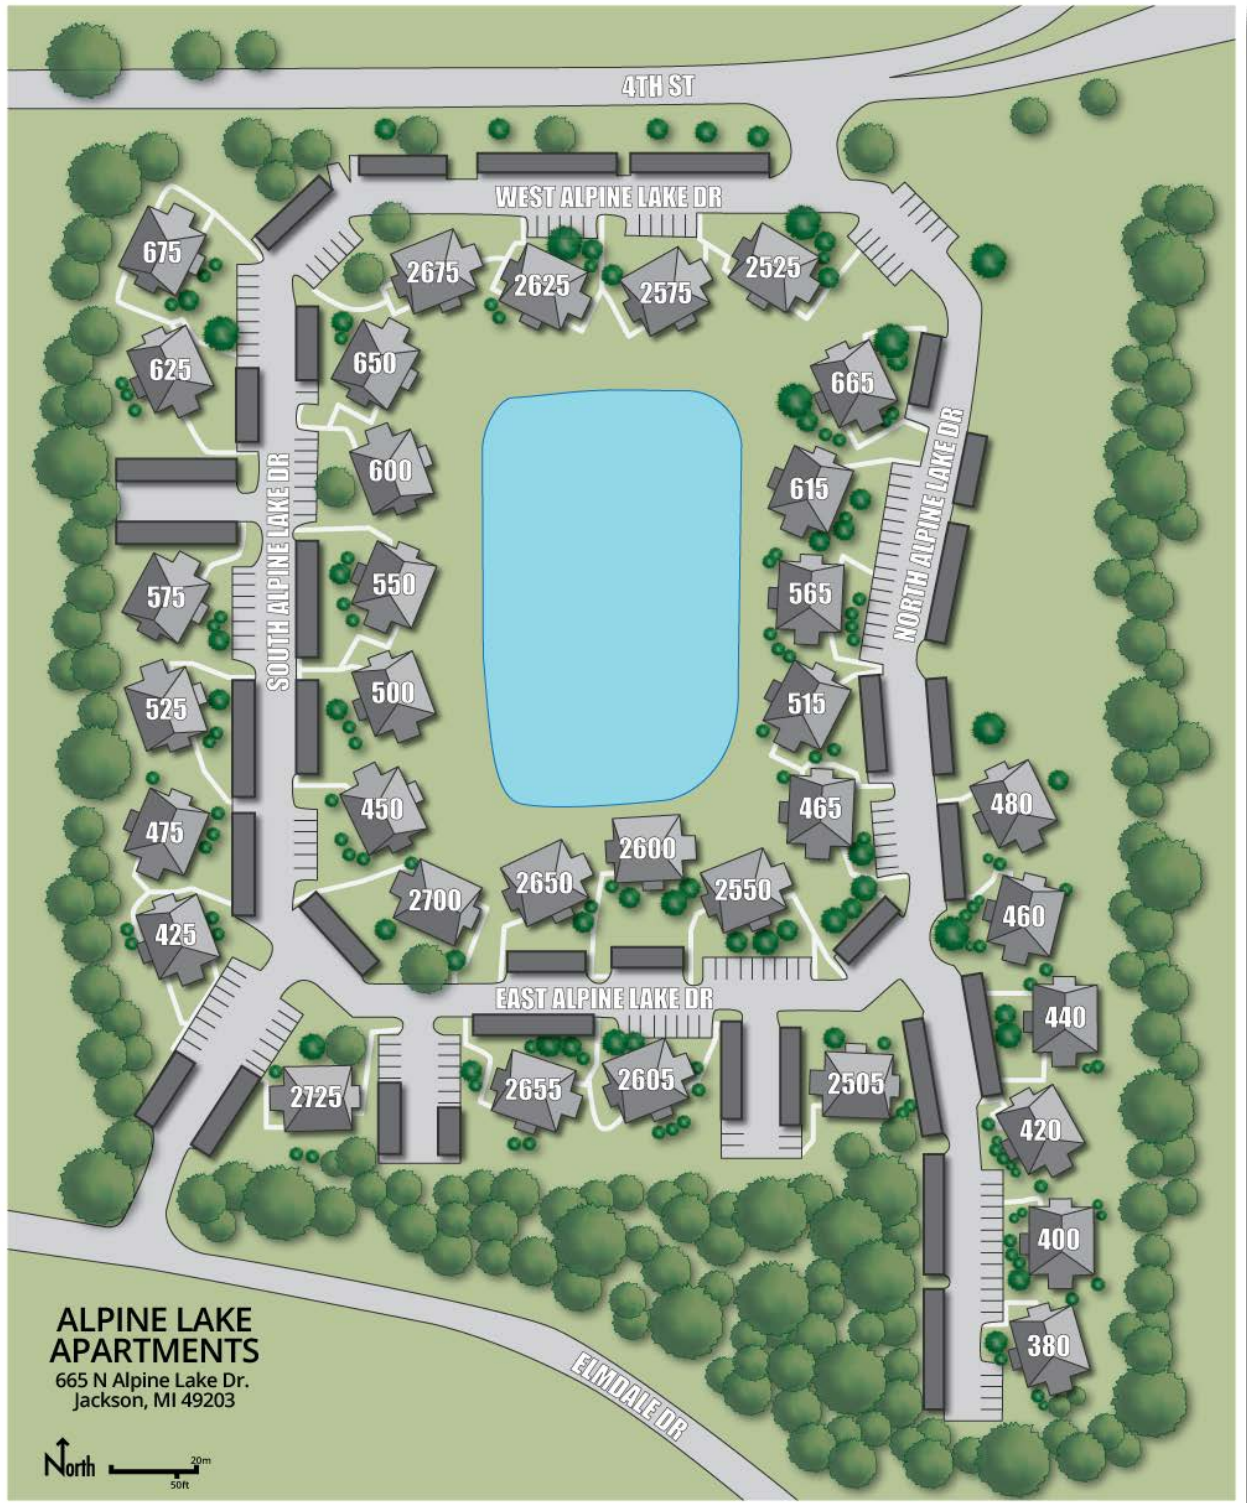 4TH ST
WEST ALPINE LAKE DR
675
2675
2625
2575
2525
625
650
665
600
615
SOUTH ALPINE LAKE DR
NORTH ALPINE LAKE DR
575
550
565
525
500
515
475
450
465
480
2600
2650
2550
2700
425
460
EAST ALPINE LAKE DR
440
2725
2655
2605
2505
420
400
380
ALPINE LAKE
APARTMENTS
665 N Alpine Lake Dr.
Jackson, MI 49203
ELMDALE DR
North
20m
50ft